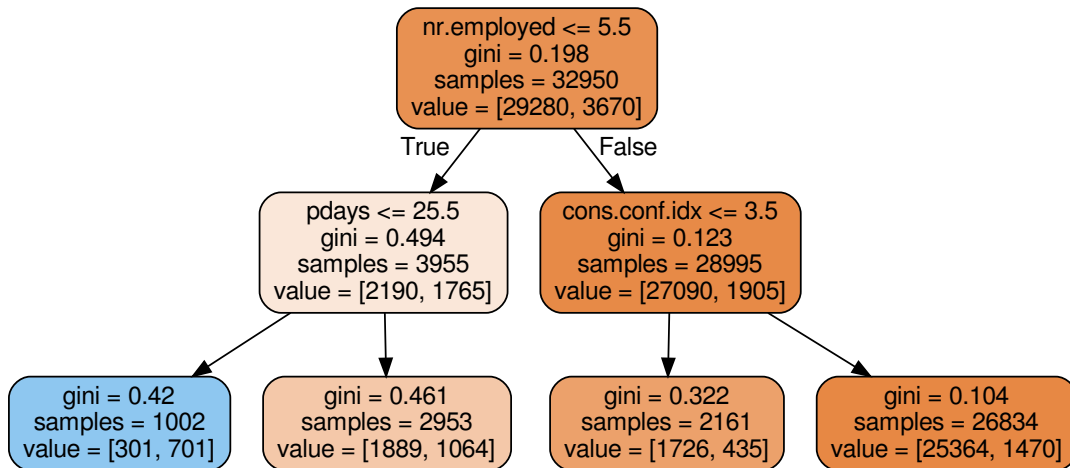 nr.employed <= 5.5
gini = 0.198
samples = 32950
value = [29280, 3670]
True
False
pdays <= 25.5
gini = 0.494
samples = 3955
value = [2190, 1765]
cons.conf.idx <= 3.5
gini = 0.123
samples = 28995
value = [27090, 1905]
gini = 0.42
samples = 1002
value = [301, 701]
gini = 0.461
samples = 2953
value = [1889, 1064]
gini = 0.322
samples = 2161
value = [1726, 435]
gini = 0.104
samples = 26834
value = [25364, 1470]